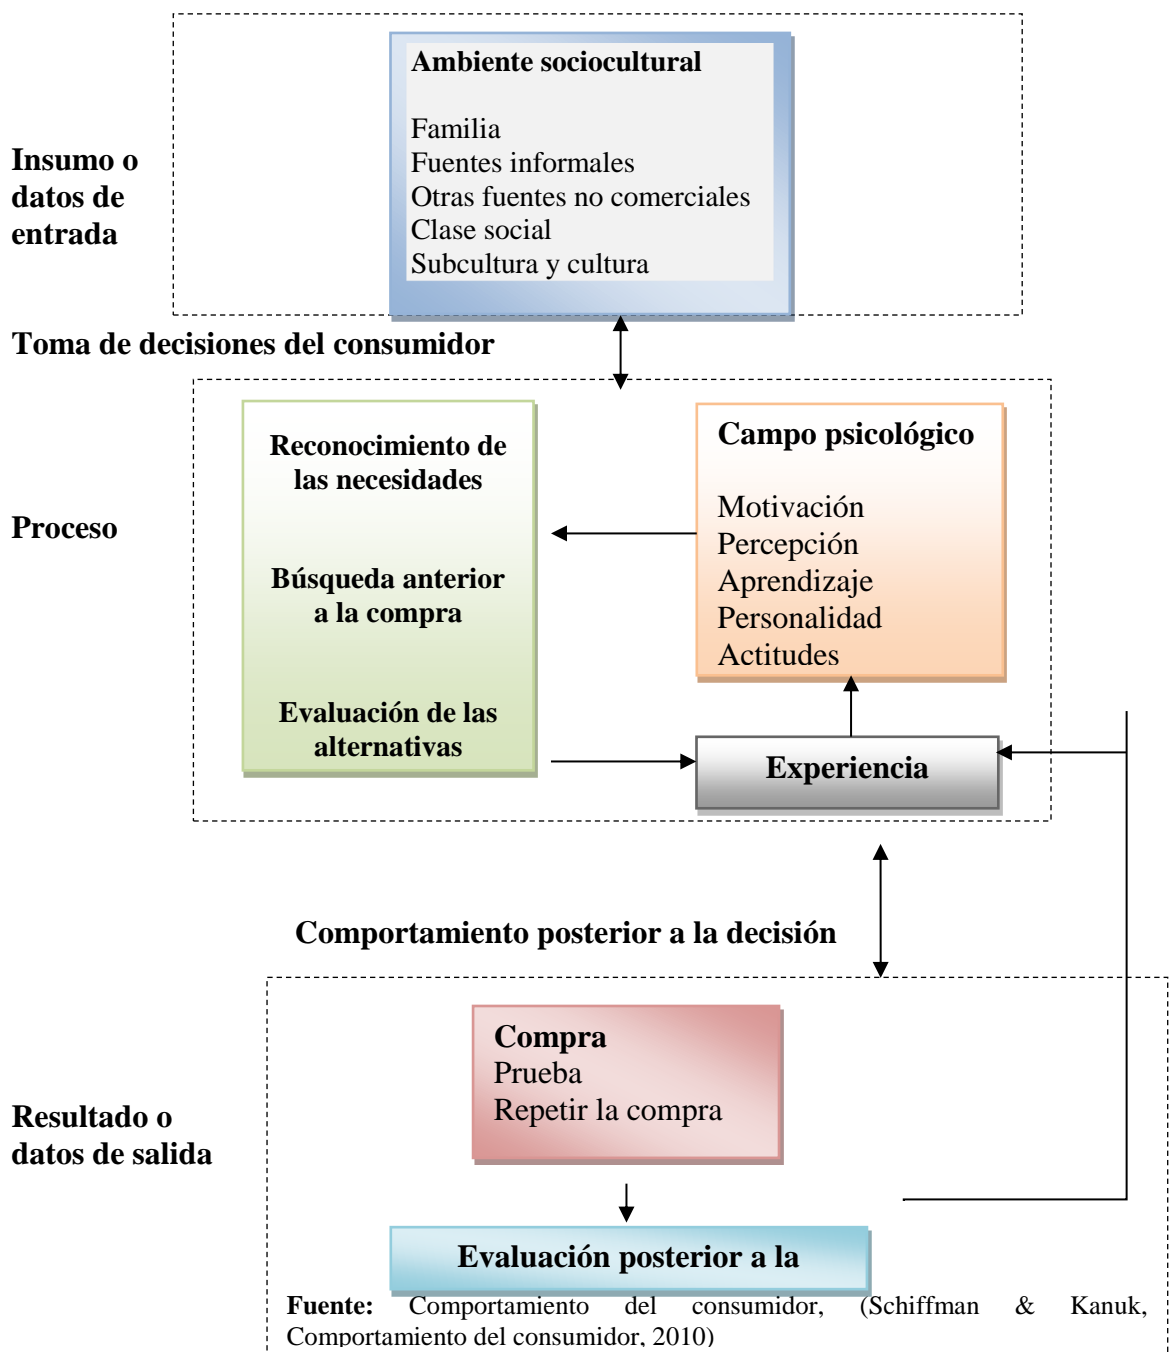 Ambiente sociocultural
Familia
Fuentes informales
Otras fuentes no comerciales
Clase social
Subcultura y cultura
Insumo o
datos de
entrada
Toma de decisiones del consumidor
Reconocimiento de
las necesidades
Búsqueda anterior
a la compra
Evaluación de las
alternativas
Campo psicológico
Motivación
Percepción
Aprendizaje
Personalidad
Actitudes
Proceso
Experiencia
Comportamiento posterior a la decisión
Compra
Prueba
Repetir la compra
Resultado o
datos de salida
Evaluación posterior a la
Fuente: Comportamiento del consumidor, (Schiffman & Kanuk,
Comportamiento del consumidor, 2010)